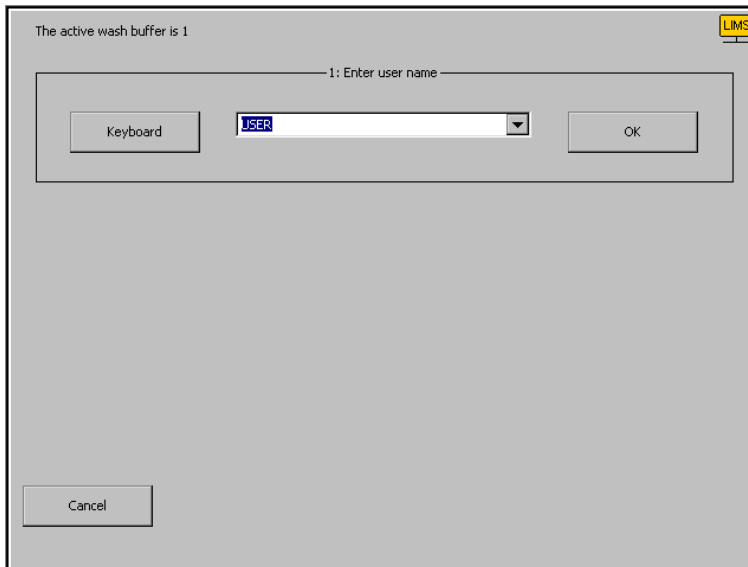 The active wash buffer is 1
LIMS
1: Enter user name
Keyboard
USER
OK
Cancel